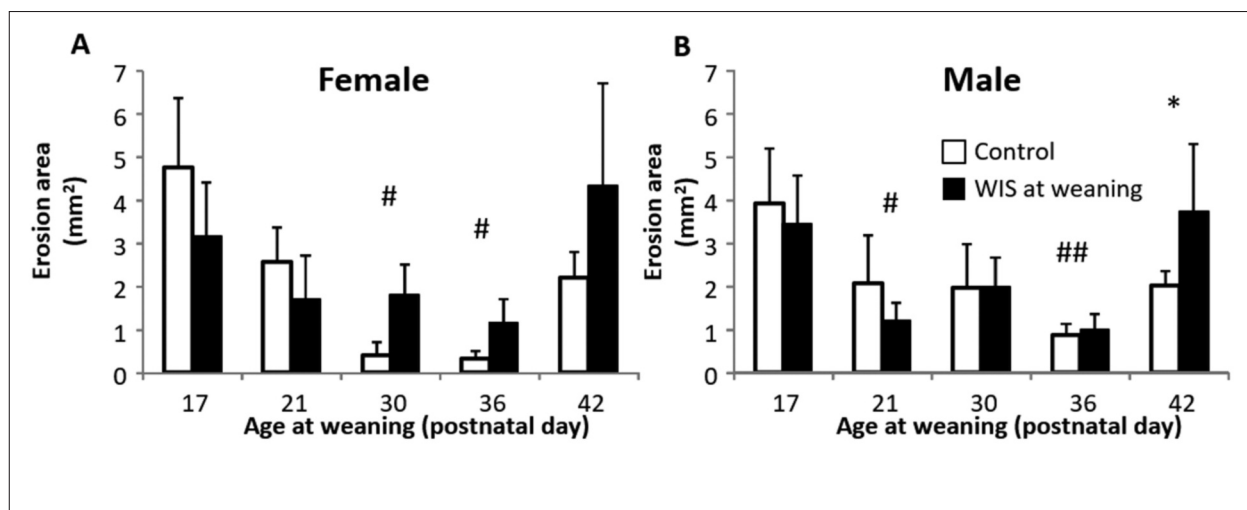 A
Female
7
6
5
4
3
2
1
0
Erosion area
(mm²)
#
#
17 21 30 36 42
Age at weaning (postnatal day)
B
Male
7
6
5
4
3
2
1
0
Erosion area
(mm²)
*
Control
WIS at weaning
#
##
17 21 30 36 42
Age at weaning (postnatal day)